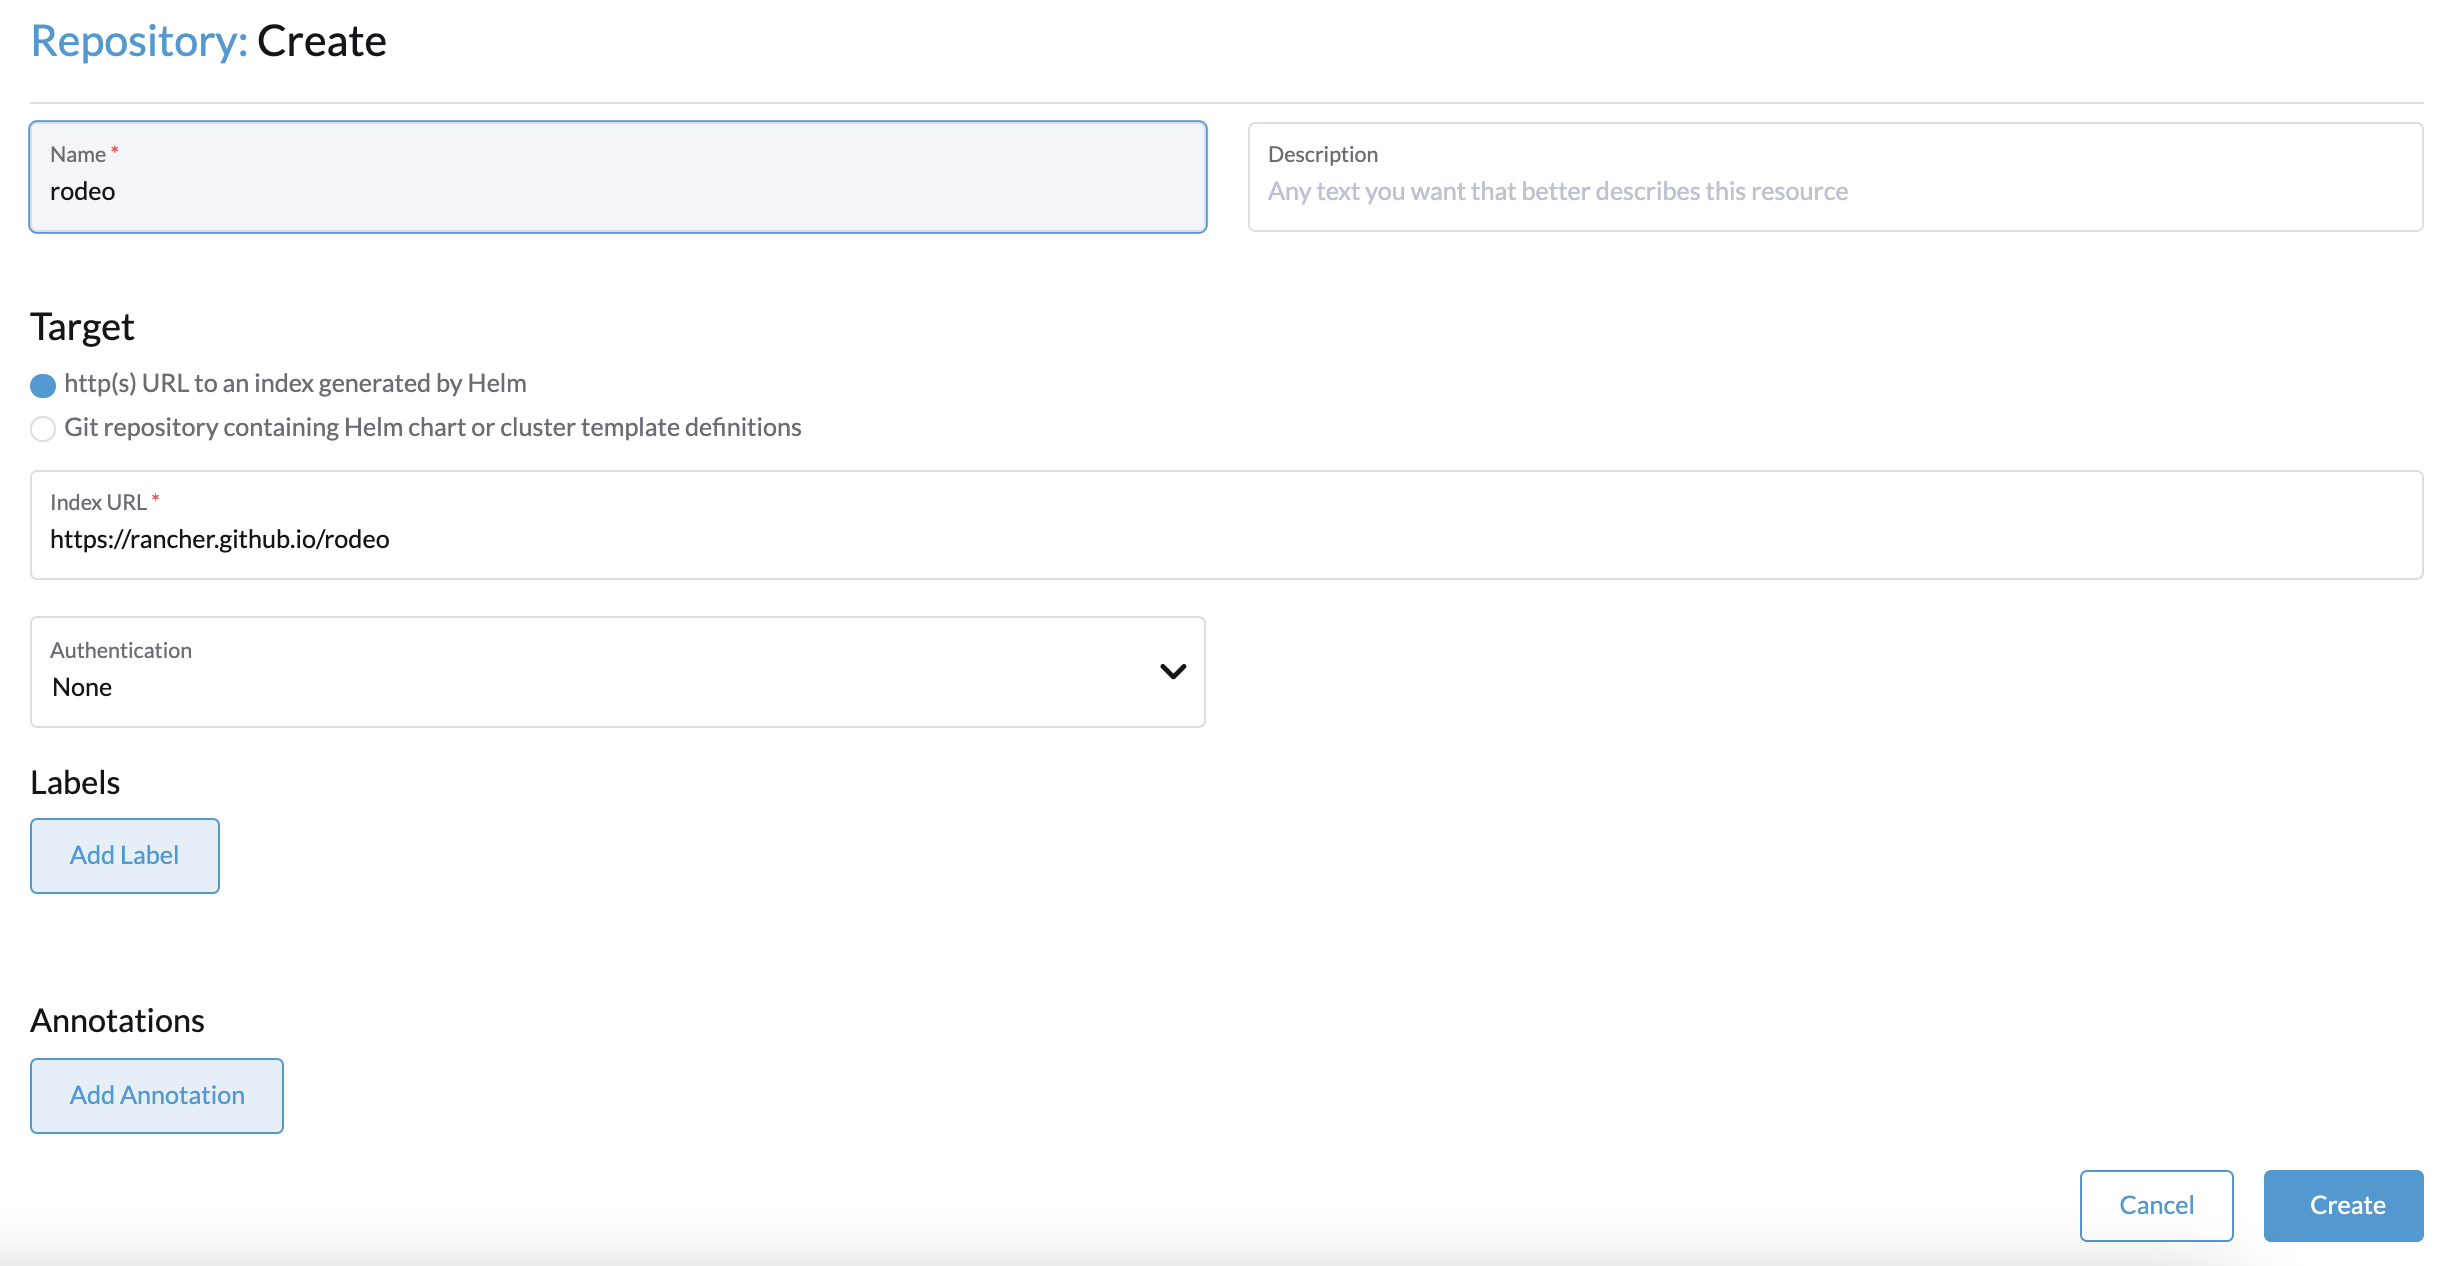 Repository: Create
Name *
rodeo
Description
Any text you want that better describes this resource
Target
http(s) URL to an index generated by Helm
Git repository containing Helm chart or cluster template definitions
Index URL *
https://rancher.github.io/rodeo
Authentication
None
Labels
Add Label
Annotations
Add Annotation
Cancel
Create